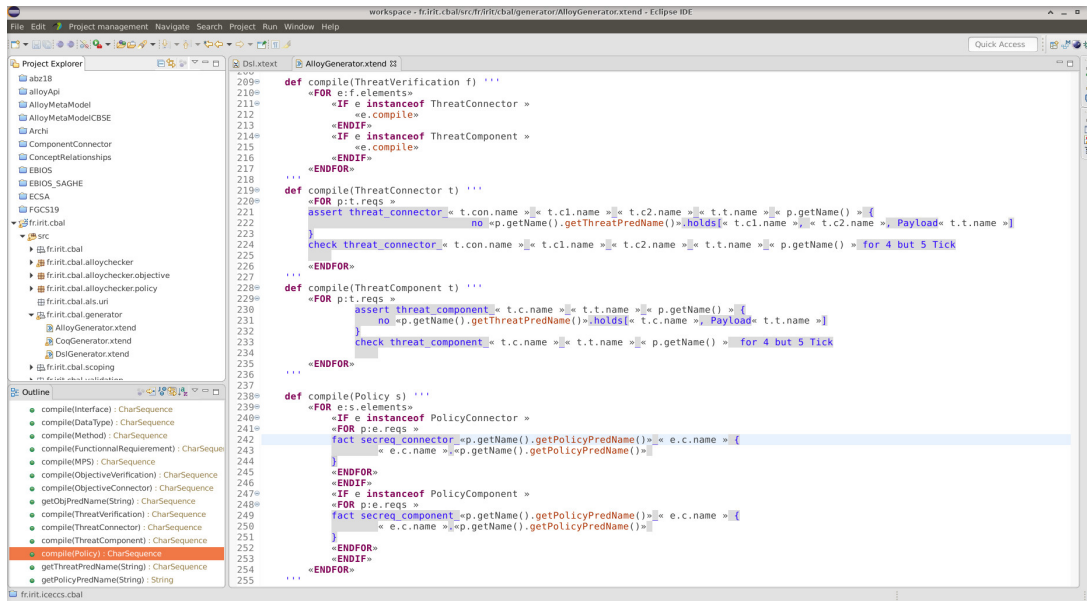 workspace - fr.irit.cbal/src/fr/irit/cbal/generator/AlloyGenerator.xtend - Eclipse IDE
File Edit Project management Navigate Search Project Run Window Help
Quick Access
Project Explorer
abz18
alloyApi
AlloyMetaModel
AlloyMetaModelCBSE
Archi
ComponentConnector
ConceptRelationships
EBIOS
EBIOS_SAGHE
ECSA
FGCS19
fr.irit.cbal
src
fr.irit.cbal
fr.irit.cbal.alloychecker
fr.irit.cbal.alloychecker.objective
fr.irit.cbal.alloychecker.policy
fr.irit.cbal.als.uri
fr.irit.cbal.generator
AlloyGenerator.xtend
CoqGenerator.xtend
DslGenerator.xtend
fr.irit.cbal.scoping
fr.irit.cbal.validation
Outline
compile(Interface) : CharSequence
compile(DataType) : CharSequence
compile(Method) : CharSequence
compile(FunctionnalRequierement) : CharSeque
compile(MPS) : CharSequence
compile(ObjectiveVerification) : CharSequence
compile(ObjectiveConnector) : CharSequence
getObjPredName(String) : CharSequence
compile(ThreatVerification) : CharSequence
compile(ThreatConnector) : CharSequence
compile(ThreatComponent) : CharSequence
compile(Policy) : CharSequence
getThreatPredName(String) : CharSequence
getPolicyPredName(String) : String
Dsl.xtext
AlloyGenerator.xtend
208
209 def compile(ThreatVerification f) '''
210 «FOR e:f.elements»
211 «IF e instanceof ThreatConnector »
212 «e.compile»
213 «ENDIF»
214 «IF e instanceof ThreatComponent »
215 «e.compile»
216 «ENDIF»
217 «ENDFOR»
218 '''
219 def compile(ThreatConnector t) '''
220 «FOR p:t.reqs »
221 assert threat_connector_« t.con.name »_« t.c1.name »_« t.c2.name »_« t.t.name »_« p.getName() » {
222 no «p.getName().getThreatPredName()».holds[« t.c1.name », « t.c2.name », Payload« t.t.name »]
223 }
224 check threat_connector_« t.con.name »_« t.c1.name »_« t.c2.name »_« t.t.name »_« p.getName() » for 4 but 5 Tick
225
226 «ENDFOR»
227 '''
228 def compile(ThreatComponent t) '''
229 «FOR p:t.reqs »
230 assert threat_component_« t.c.name »_« t.t.name »_« p.getName() » {
231 no «p.getName().getThreatPredName()».holds[« t.c.name », Payload« t.t.name »]
232 }
233 check threat_component_« t.c.name »_« t.t.name »_« p.getName() » for 4 but 5 Tick
234
235 «ENDFOR»
236 '''
237
238 def compile(Policy s) '''
239 «FOR e:s.elements»
240 «IF e instanceof PolicyConnector »
241 «FOR p:e.reqs »
242 fact secreq_connector_«p.getName().getPolicyPredName()»_« e.c.name » {
243 « e.c.name ».«p.getName().getPolicyPredName()»
244 }
245 «ENDFOR»
246 «ENDIF»
247 «IF e instanceof PolicyComponent »
248 «FOR p:e.reqs »
249 fact secreq_component_«p.getName().getPolicyPredName()»_« e.c.name » {
250 « e.c.name ».«p.getName().getPolicyPredName()»
251 }
252 «ENDFOR»
253 «ENDIF»
254 «ENDFOR»
255 '''
fr.irit.iceccs.cbal